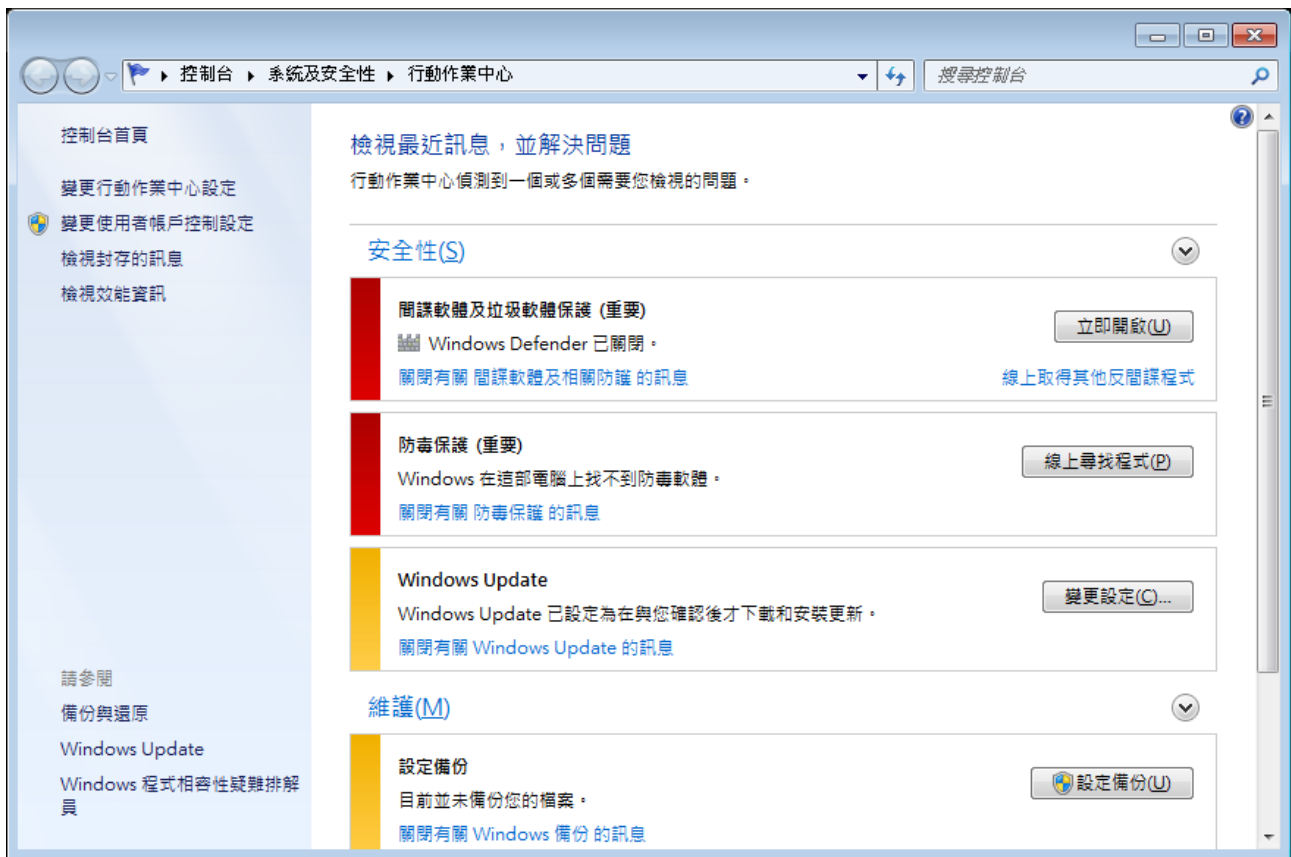 控制台 ▸ 系統及安全性 ▸ 行動作業中心
搜尋控制台
控制台首頁
變更行動作業中心設定
變更使用者帳戶控制設定
檢視封存的訊息
檢視效能資訊
請參閱
備份與還原
Windows Update
Windows 程式相容性疑難排解
員
檢視最近訊息，並解決問題
行動作業中心偵測到一個或多個需要您檢視的問題。
安全性(S)
間諜軟體及垃圾軟體保護 (重要)
Windows Defender 已關閉。
立即開啟(U)
關閉有關 間諜軟體及相關防護 的訊息
線上取得其他反間諜程式
防毒保護 (重要)
Windows 在這部電腦上找不到防毒軟體。
線上尋找程式(P)
關閉有關 防毒保護 的訊息
Windows Update
Windows Update 已設定為在與您確認後才下載和安裝更新。
變更設定(C)...
關閉有關 Windows Update 的訊息
維護(M)
設定備份
目前並未備份您的檔案。
設定備份(U)
關閉有關 Windows 備份 的訊息